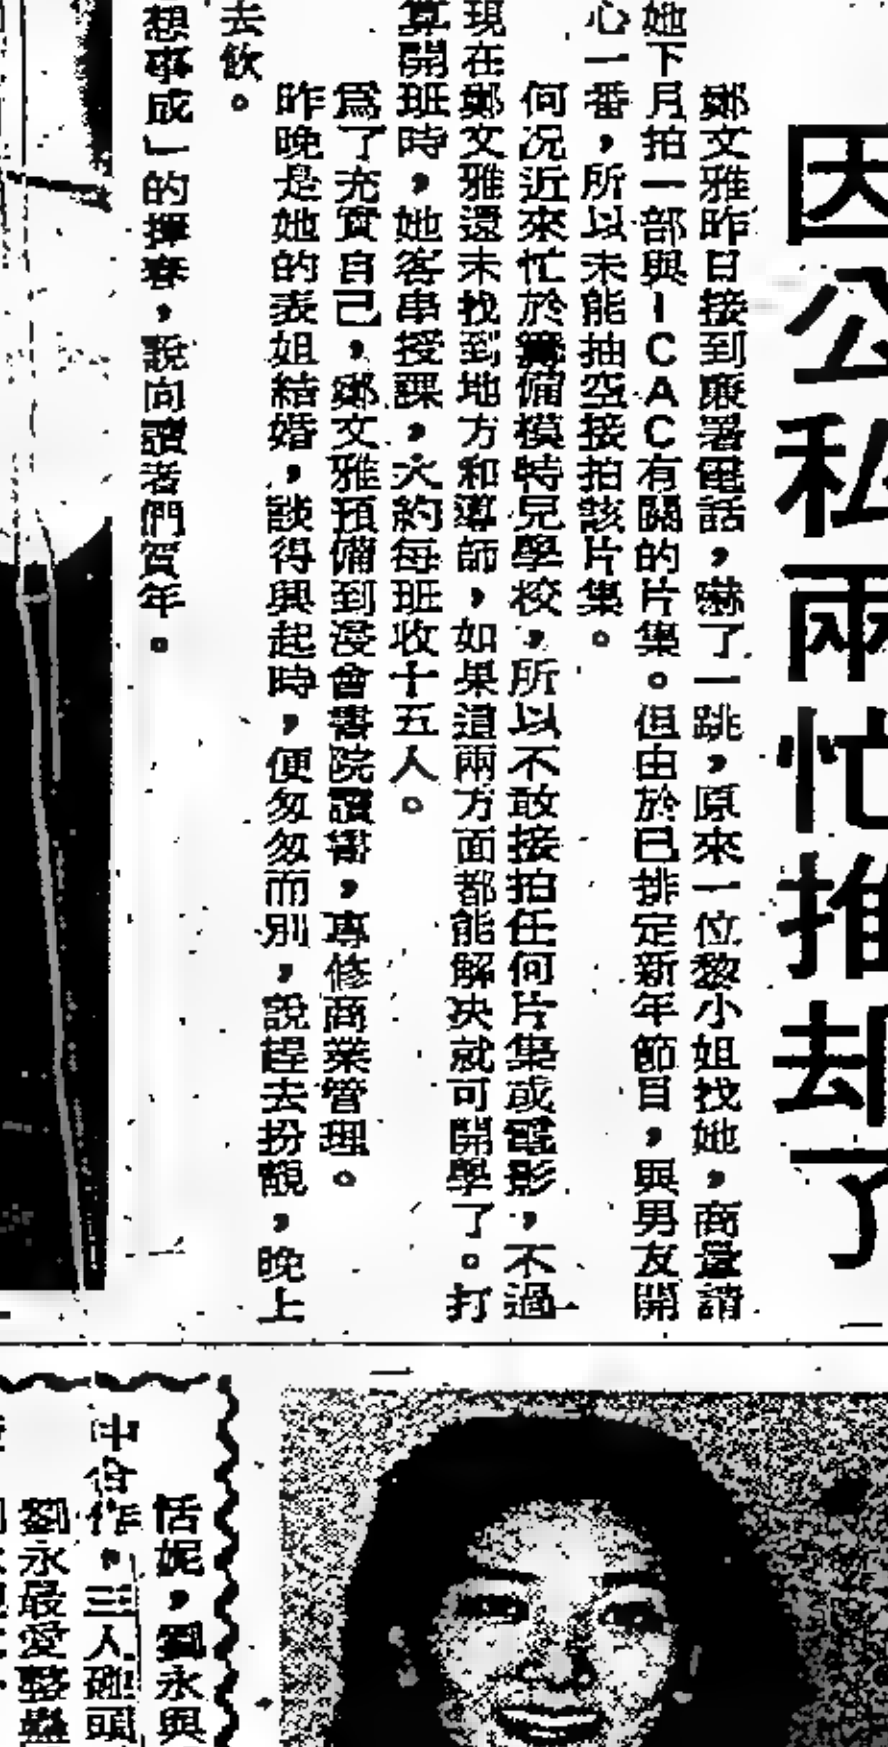 因公私兩忙推却了
鄭文雅昨日接到廉署電話，嚇了一跳，原來一位黎小姐找她，商量請
她下月拍一部與ICAC有關的片集。但由於已排定新年節目，與男友開
心一番，所以未能抽空接拍該片集。
何況近來忙於籌備模特兒學校，所以不敢接拍任何片集或電影，不過
現在鄭文雅還未找到地方和導師，如果這兩方面都能解決就可開學了。打
算開班時，她客串授課，大約每班收十五人。
爲了充實自己，鄭文雅預備到浸會書院讀書，專修商業管理。
昨晚是她的表姐結婚，談得興起時，便匆匆而別，說趕去扮靚，晚上
去飲。
想事成」的揮春，說向讀者們賀年。
恬妮，劉永與
中合作，三人碰頭
劉永最愛整蠱